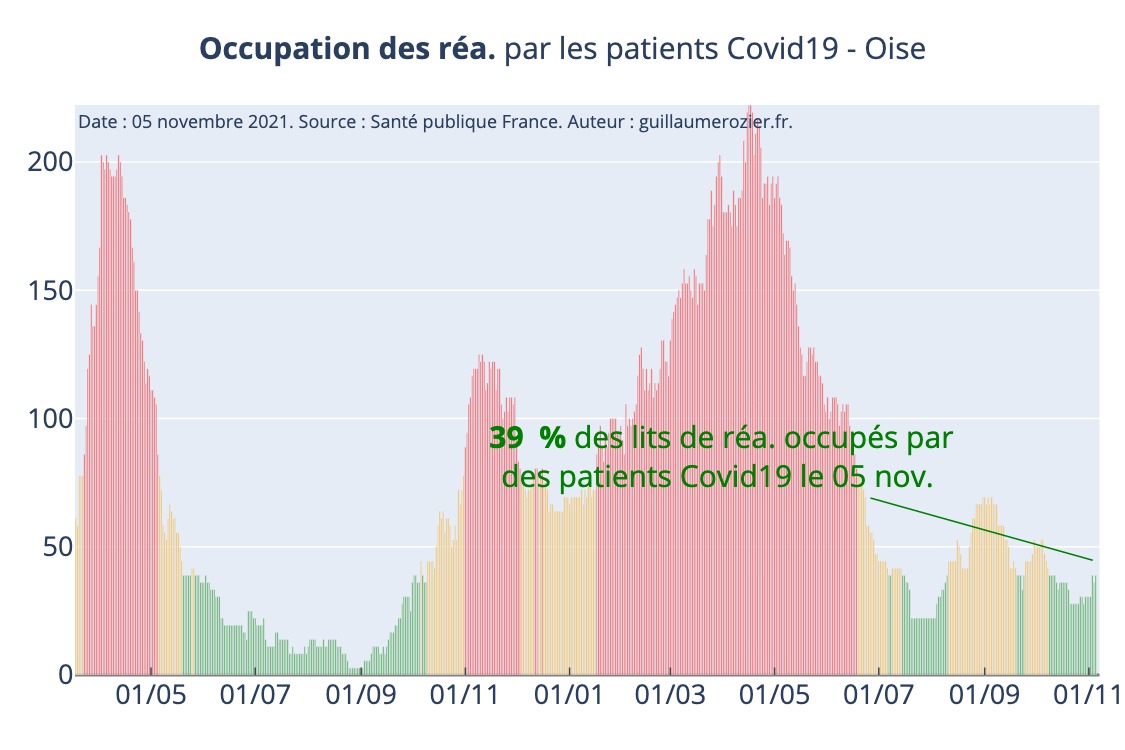 Occupation des réa. par les patients Covid19 - Oise
Date : 05 novembre 2021. Source : Santé publique France. Auteur : guillaumerozier.fr.
200
150
100
39 % des lits de réa. occupés par
des patients Covid19 le 05 nov.
50
0
01/05 01/07 01/09 01/11 01/01 01/03 01/05 01/07 01/09 01/11